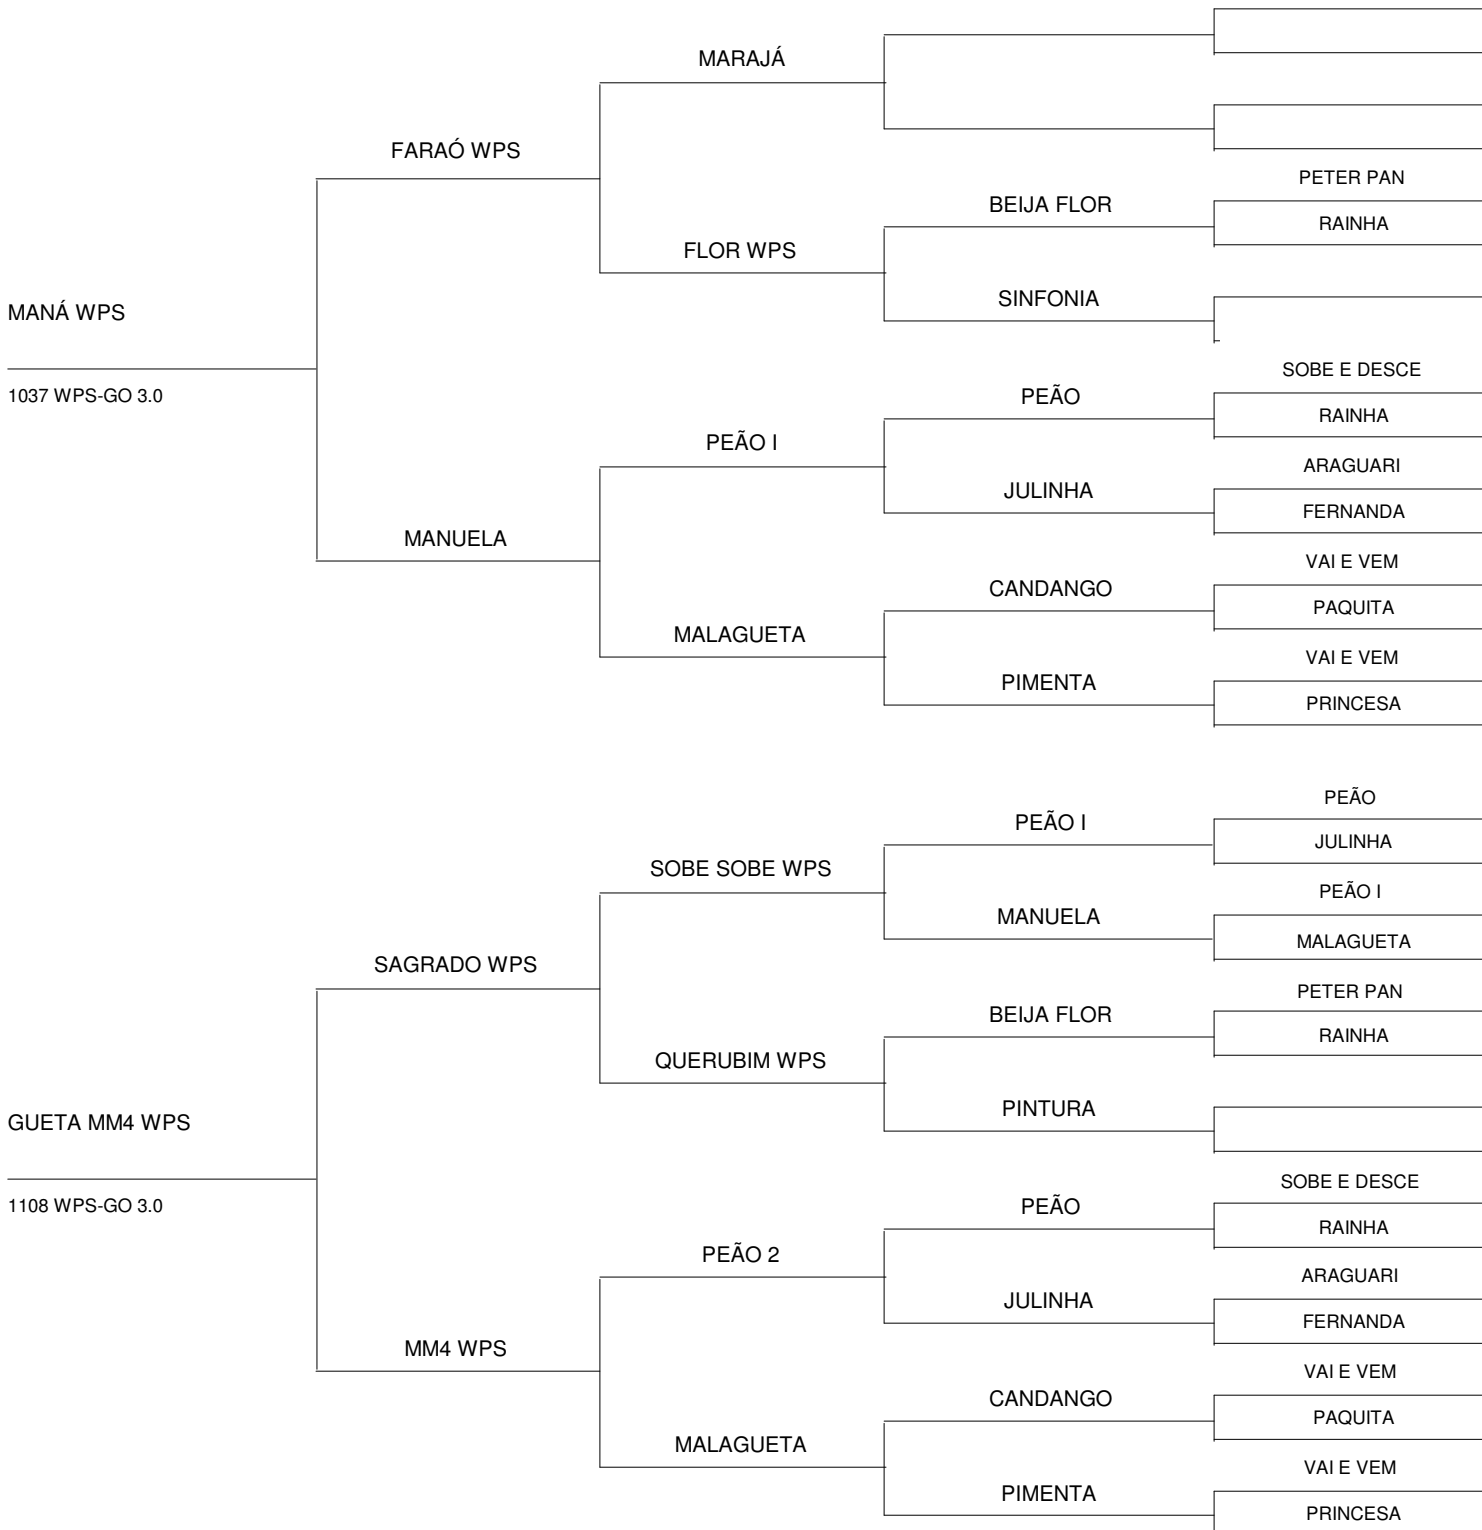 MARAJÁ
FARAÓ WPS
PETER PAN
BEIJA FLOR
RAINHA
FLOR WPS
SINFONIA
MANÁ WPS
SOBE E DESCE
1037 WPS-GO 3.0
PEÃO
RAINHA
PEÃO I
ARAGUARI
JULINHA
FERNANDA
MANUELA
VAI E VEM
CANDANGO
PAQUITA
MALAGUETA
VAI E VEM
PIMENTA
PRINCESA
PEÃO
PEÃO I
JULINHA
SOBE SOBE WPS
PEÃO I
MANUELA
MALAGUETA
SAGRADO WPS
PETER PAN
BEIJA FLOR
RAINHA
QUERUBIM WPS
PINTURA
GUETA MM4 WPS
SOBE E DESCE
1108 WPS-GO 3.0
PEÃO
RAINHA
PEÃO 2
ARAGUARI
JULINHA
FERNANDA
MM4 WPS
VAI E VEM
CANDANGO
PAQUITA
MALAGUETA
VAI E VEM
PIMENTA
PRINCESA